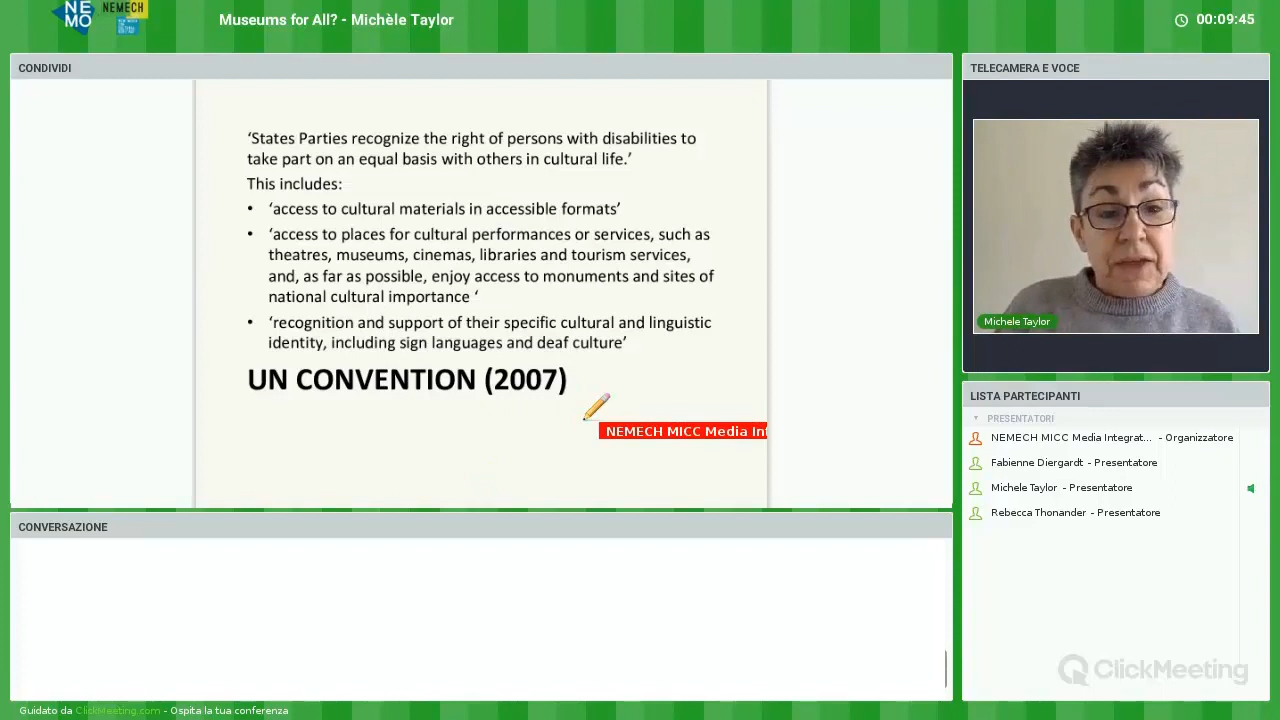 NE
MO
NEMECH
Museums for All? - Michèle Taylor
00:09:45
CONDIVIDI
‘States Parties recognize the right of persons with disabilities to
take part on an equal basis with others in cultural life.’
This includes:
• ‘access to cultural materials in accessible formats’
• ‘access to places for cultural performances or services, such as
theatres, museums, cinemas, libraries and tourism services,
and, as far as possible, enjoy access to monuments and sites of
national cultural importance ‘
• ‘recognition and support of their specific cultural and linguistic
identity, including sign languages and deaf culture’
UN CONVENTION (2007)
NEMECH MICC Media Int
CONVERSAZIONE
TELECAMERA E VOCE
Michele Taylor
LISTA PARTECIPANTI
PRESENTATORI
NEMECH MICC Media Integrat... - Organizzatore
Fabienne Diergardt - Presentatore
Michele Taylor - Presentatore
Rebecca Thonander - Presentatore
ClickMeeting
Guidato da ClickMeeting.com - Ospita la tua conferenza